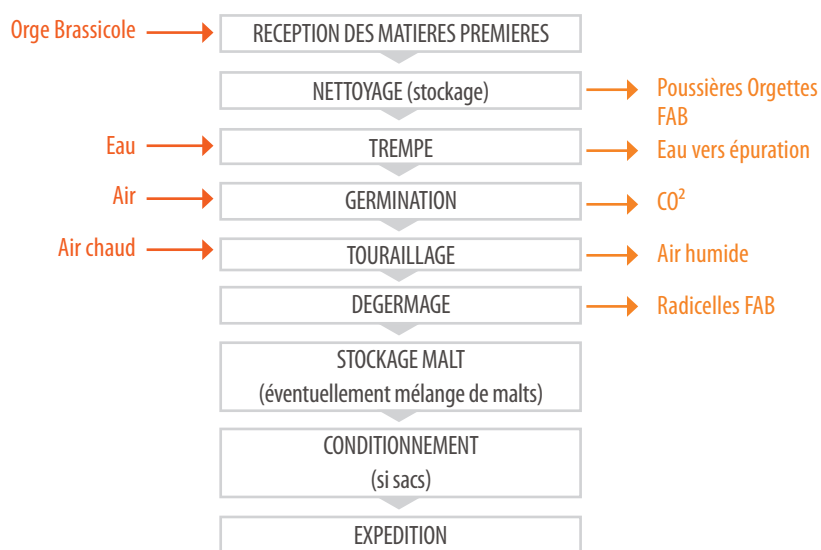 Orge Brassicole
RECEPTION DES MATIERES PREMIERES
NETTOYAGE (stockage)
Poussières Orgettes
FAB
Eau
TREMPE
Eau vers épuration
Air
GERMINATION
CO²
Air chaud
TOURAILLAGE
Air humide
DEGERMAGE
Radicelles FAB
STOCKAGE MALT
(éventuellement mélange de malts)
CONDITIONNEMENT
(si sacs)
EXPEDITION